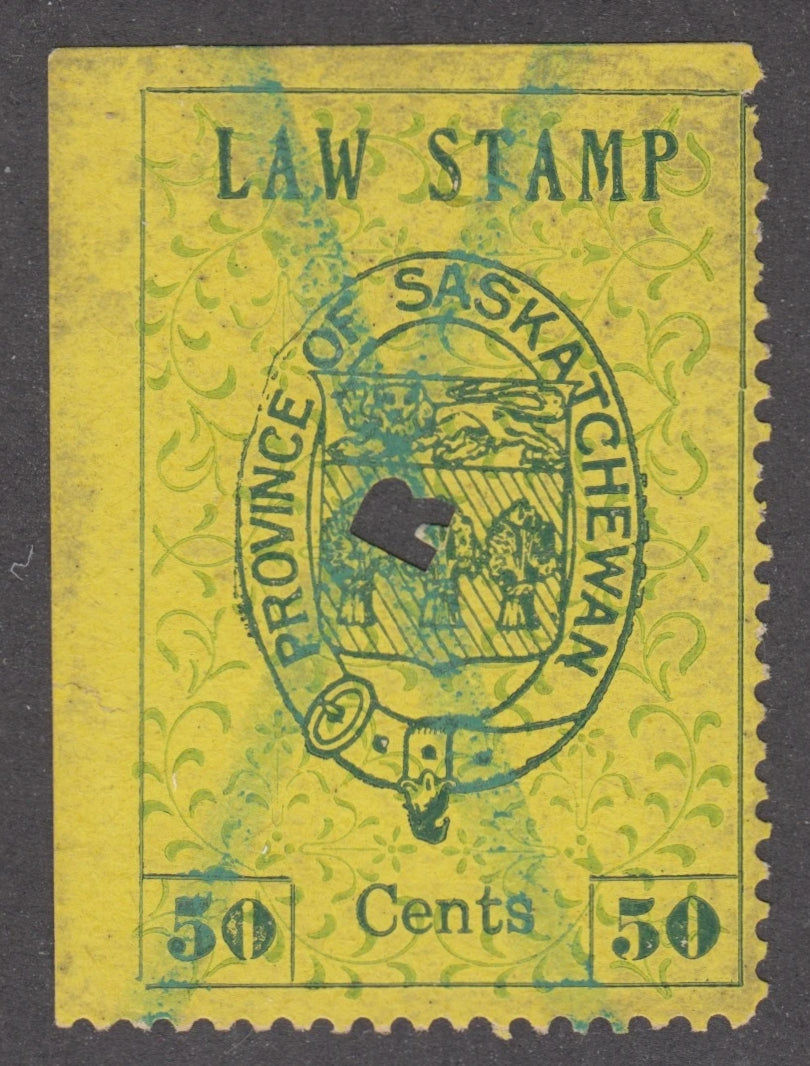 LAW STAMP
PROVINCE OF SASKATCHEWAN
R
50 Cents 50